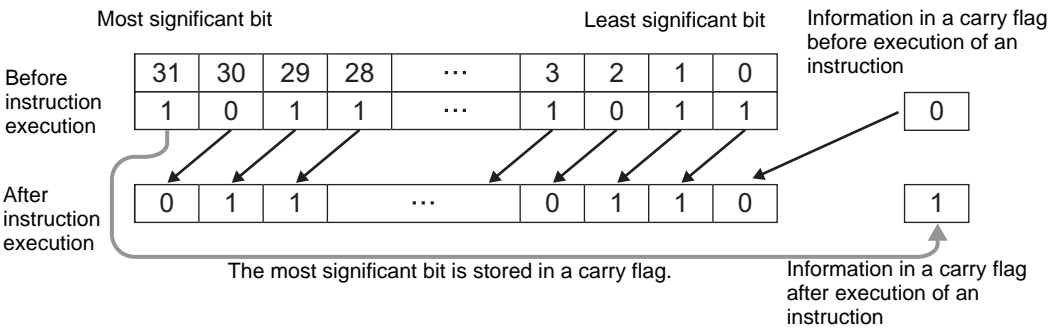 Most significant bit
Least significant bit
Information in a carry flag
before execution of an
instruction
Before
instruction
execution
31 30 29 28 ··· 3 2 1 0
1 0 1 1 ··· 1 0 1 1
0
After
instruction
execution
0 1 1 ··· 0 1 1 0
1
The most significant bit is stored in a carry flag.
Information in a carry flag
after execution of an
instruction